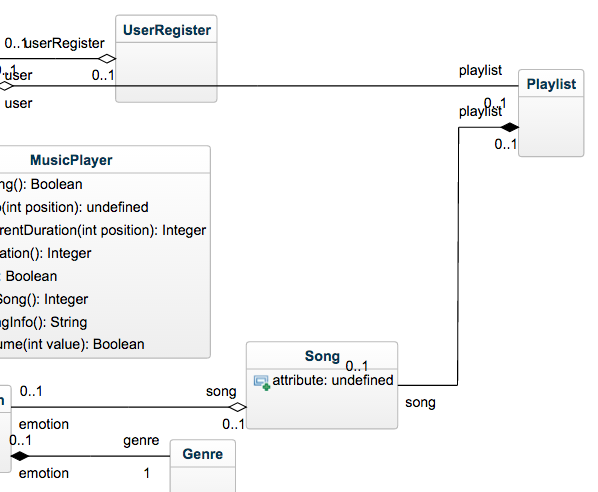 UserRegister
0..1
userRegister
0..1
0..1
user
user
playlist
Playlist
0..1
playlist
0..1
MusicPlayer
ng(): Boolean
(int position): undefined
rentDuration(int position): Integer
ation(): Integer
: Boolean
Song(): Integer
ngInfo(): String
ume(int value): Boolean
Song
0..1
attribute: undefined
0..1
song
song
0..1
n
emotion
0..1
genre
Genre
emotion
1